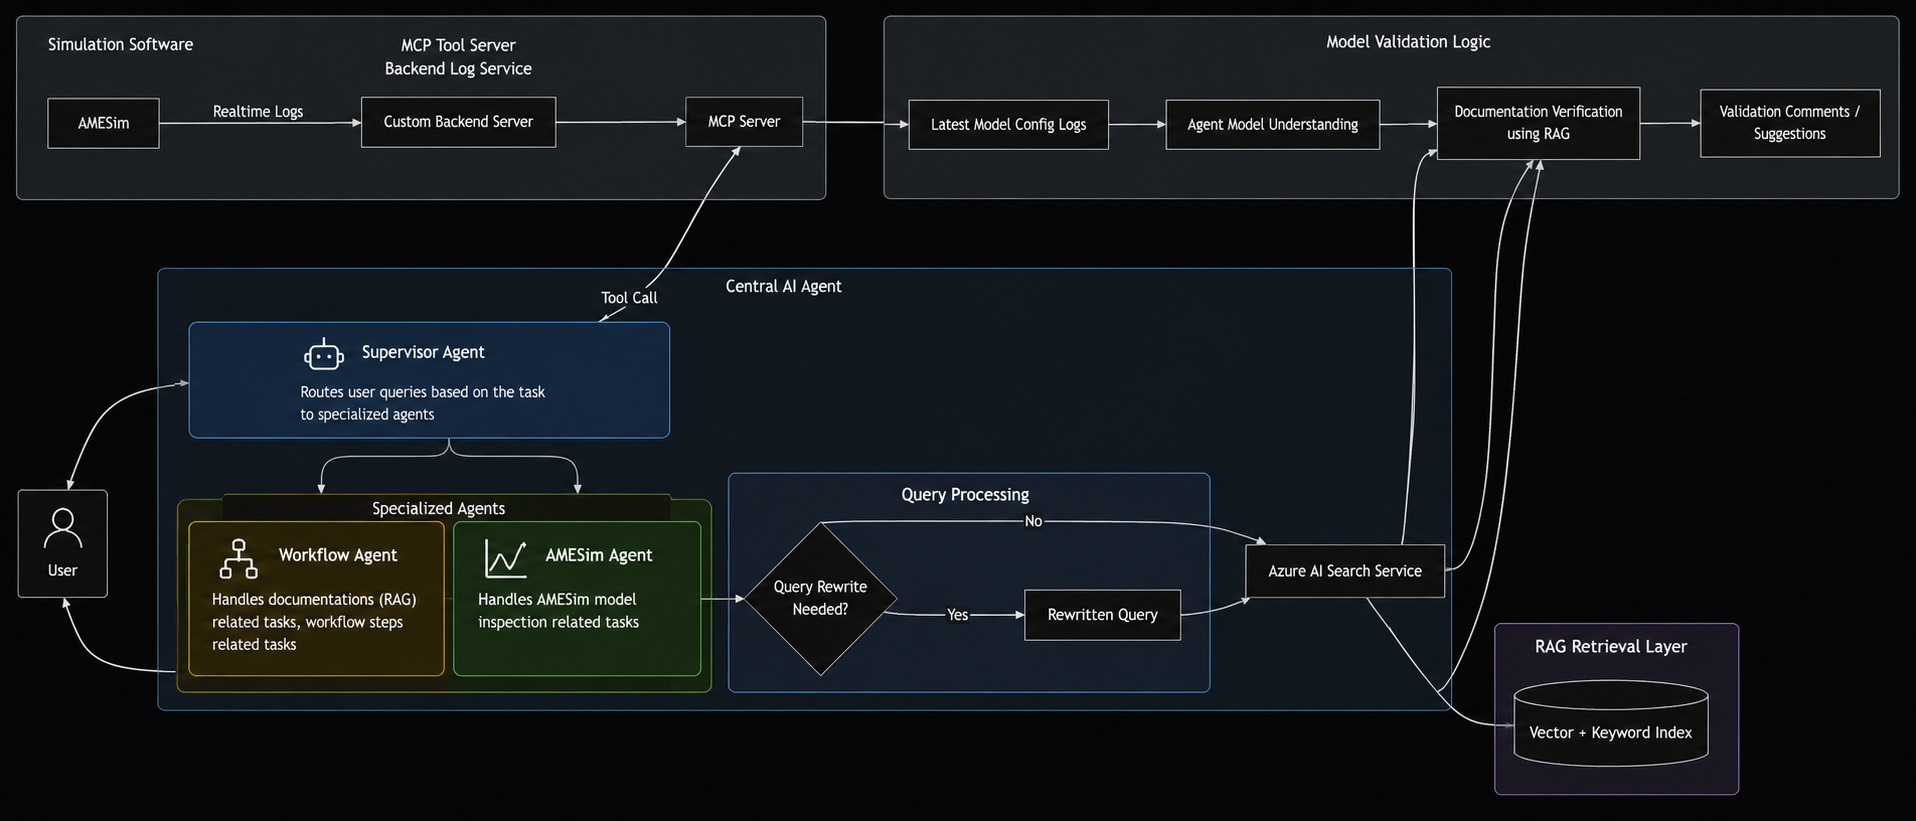 Simulation Software
MCP Tool Server
Backend Log Service
AMESim
Realtime Logs
Custom Backend Server
MCP Server
Model Validation Logic
Latest Model Config Logs
Agent Model Understanding
Documentation Verification
using RAG
Validation Comments /
Suggestions
Central AI Agent
Tool Call
Supervisor Agent
Routes user queries based on the task
to specialized agents
User
Specialized Agents
Workflow Agent
Handles documentations (RAG)
related tasks, workflow steps
related tasks
AMESim Agent
Handles AMESim model
inspection related tasks
Query Processing
No
Query Rewrite
Needed?
Yes
Rewritten Query
Azure AI Search Service
RAG Retrieval Layer
Vector + Keyword Index